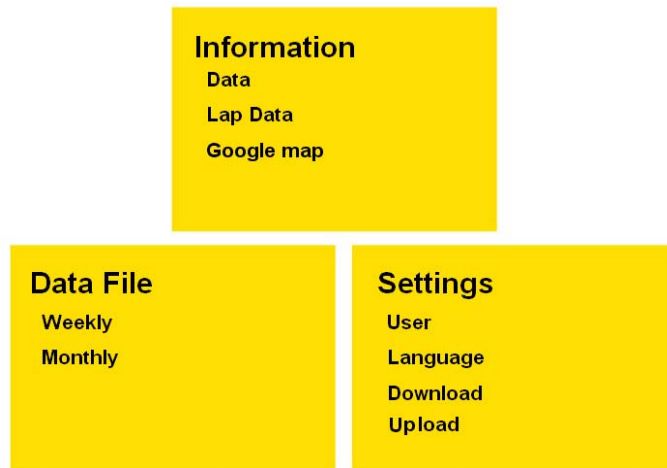 Information
Data
Lap Data
Google map
Data File
Weekly
Monthly
Settings
User
Language
Download
Upload